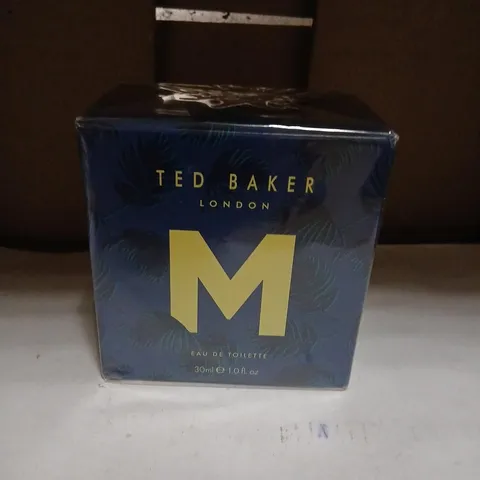 TED BAKER
LONDON
M
EAU DE TOILETTE
30ml ℮ 1.0 fl. oz